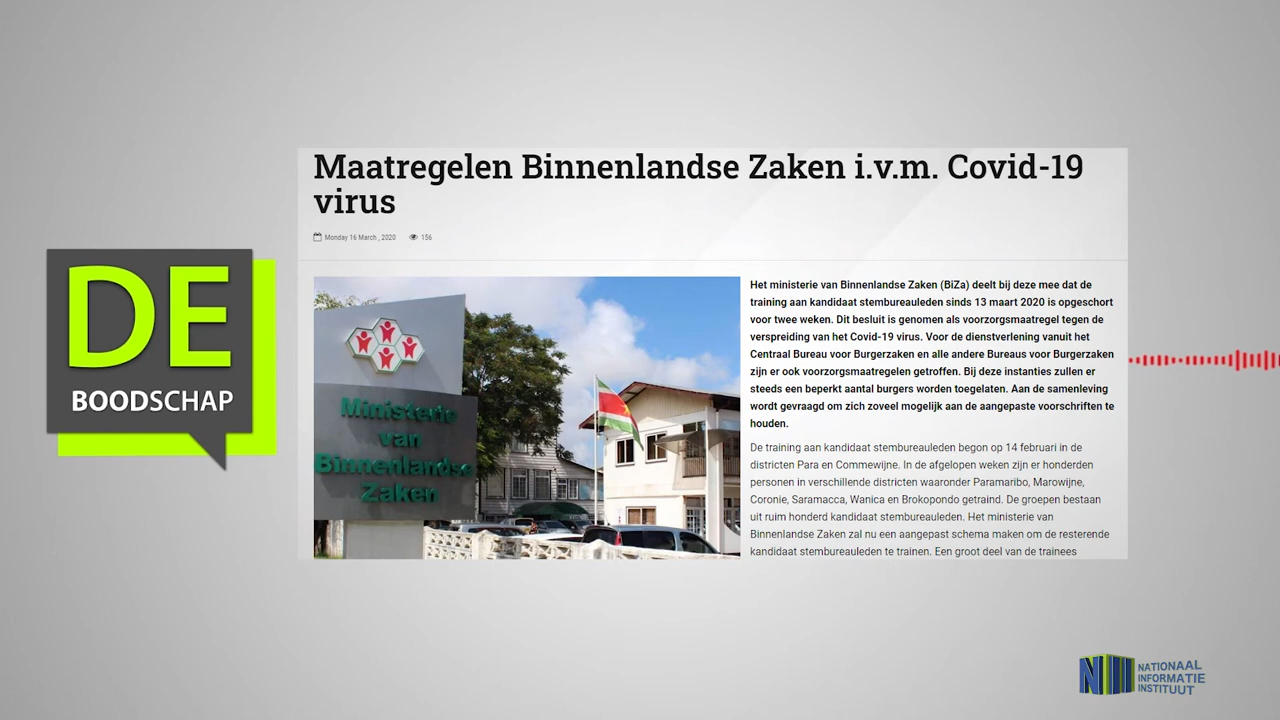 Maatregelen Binnenlandse Zaken i.v.m. Covid-19
virus
Monday 16 March , 2020 156
DE
BOODSCHAP
Ministerie
van
Binnenlandse
Zaken
Het ministerie van Binnenlandse Zaken (BiZa) deelt bij deze mee dat de
training aan kandidaat stembureauleden sinds 13 maart 2020 is opgeschort
voor twee weken. Dit besluit is genomen als voorzorgsmaatregel tegen de
verspreiding van het Covid-19 virus. Voor de dienstverlening vanuit het
Centraal Bureau voor Burgerzaken en alle andere Bureaus voor Burgerzaken
zijn er ook voorzorgsmaatregelen getroffen. Bij deze instanties zullen er
steeds een beperkt aantal burgers worden toegelaten. Aan de samenleving
wordt gevraagd om zich zoveel mogelijk aan de aangepaste voorschriften te
houden.
De training aan kandidaat stembureauleden begon op 14 februari in de
districten Para en Commewijne. In de afgelopen weken zijn er honderden
personen in verschillende districten waaronder Paramaribo, Marowijne,
Coronie, Saramacca, Wanica en Brokopondo getraind. De groepen bestaan
uit ruim honderd kandidaat stembureauleden. Het ministerie van
Binnenlandse Zaken zal nu een aangepast schema maken om de resterende
kandidaat stembureauleden te trainen. Een groot deel van de trainees
NII
NATIONAAL
INFORMATIE
INSTITUUT